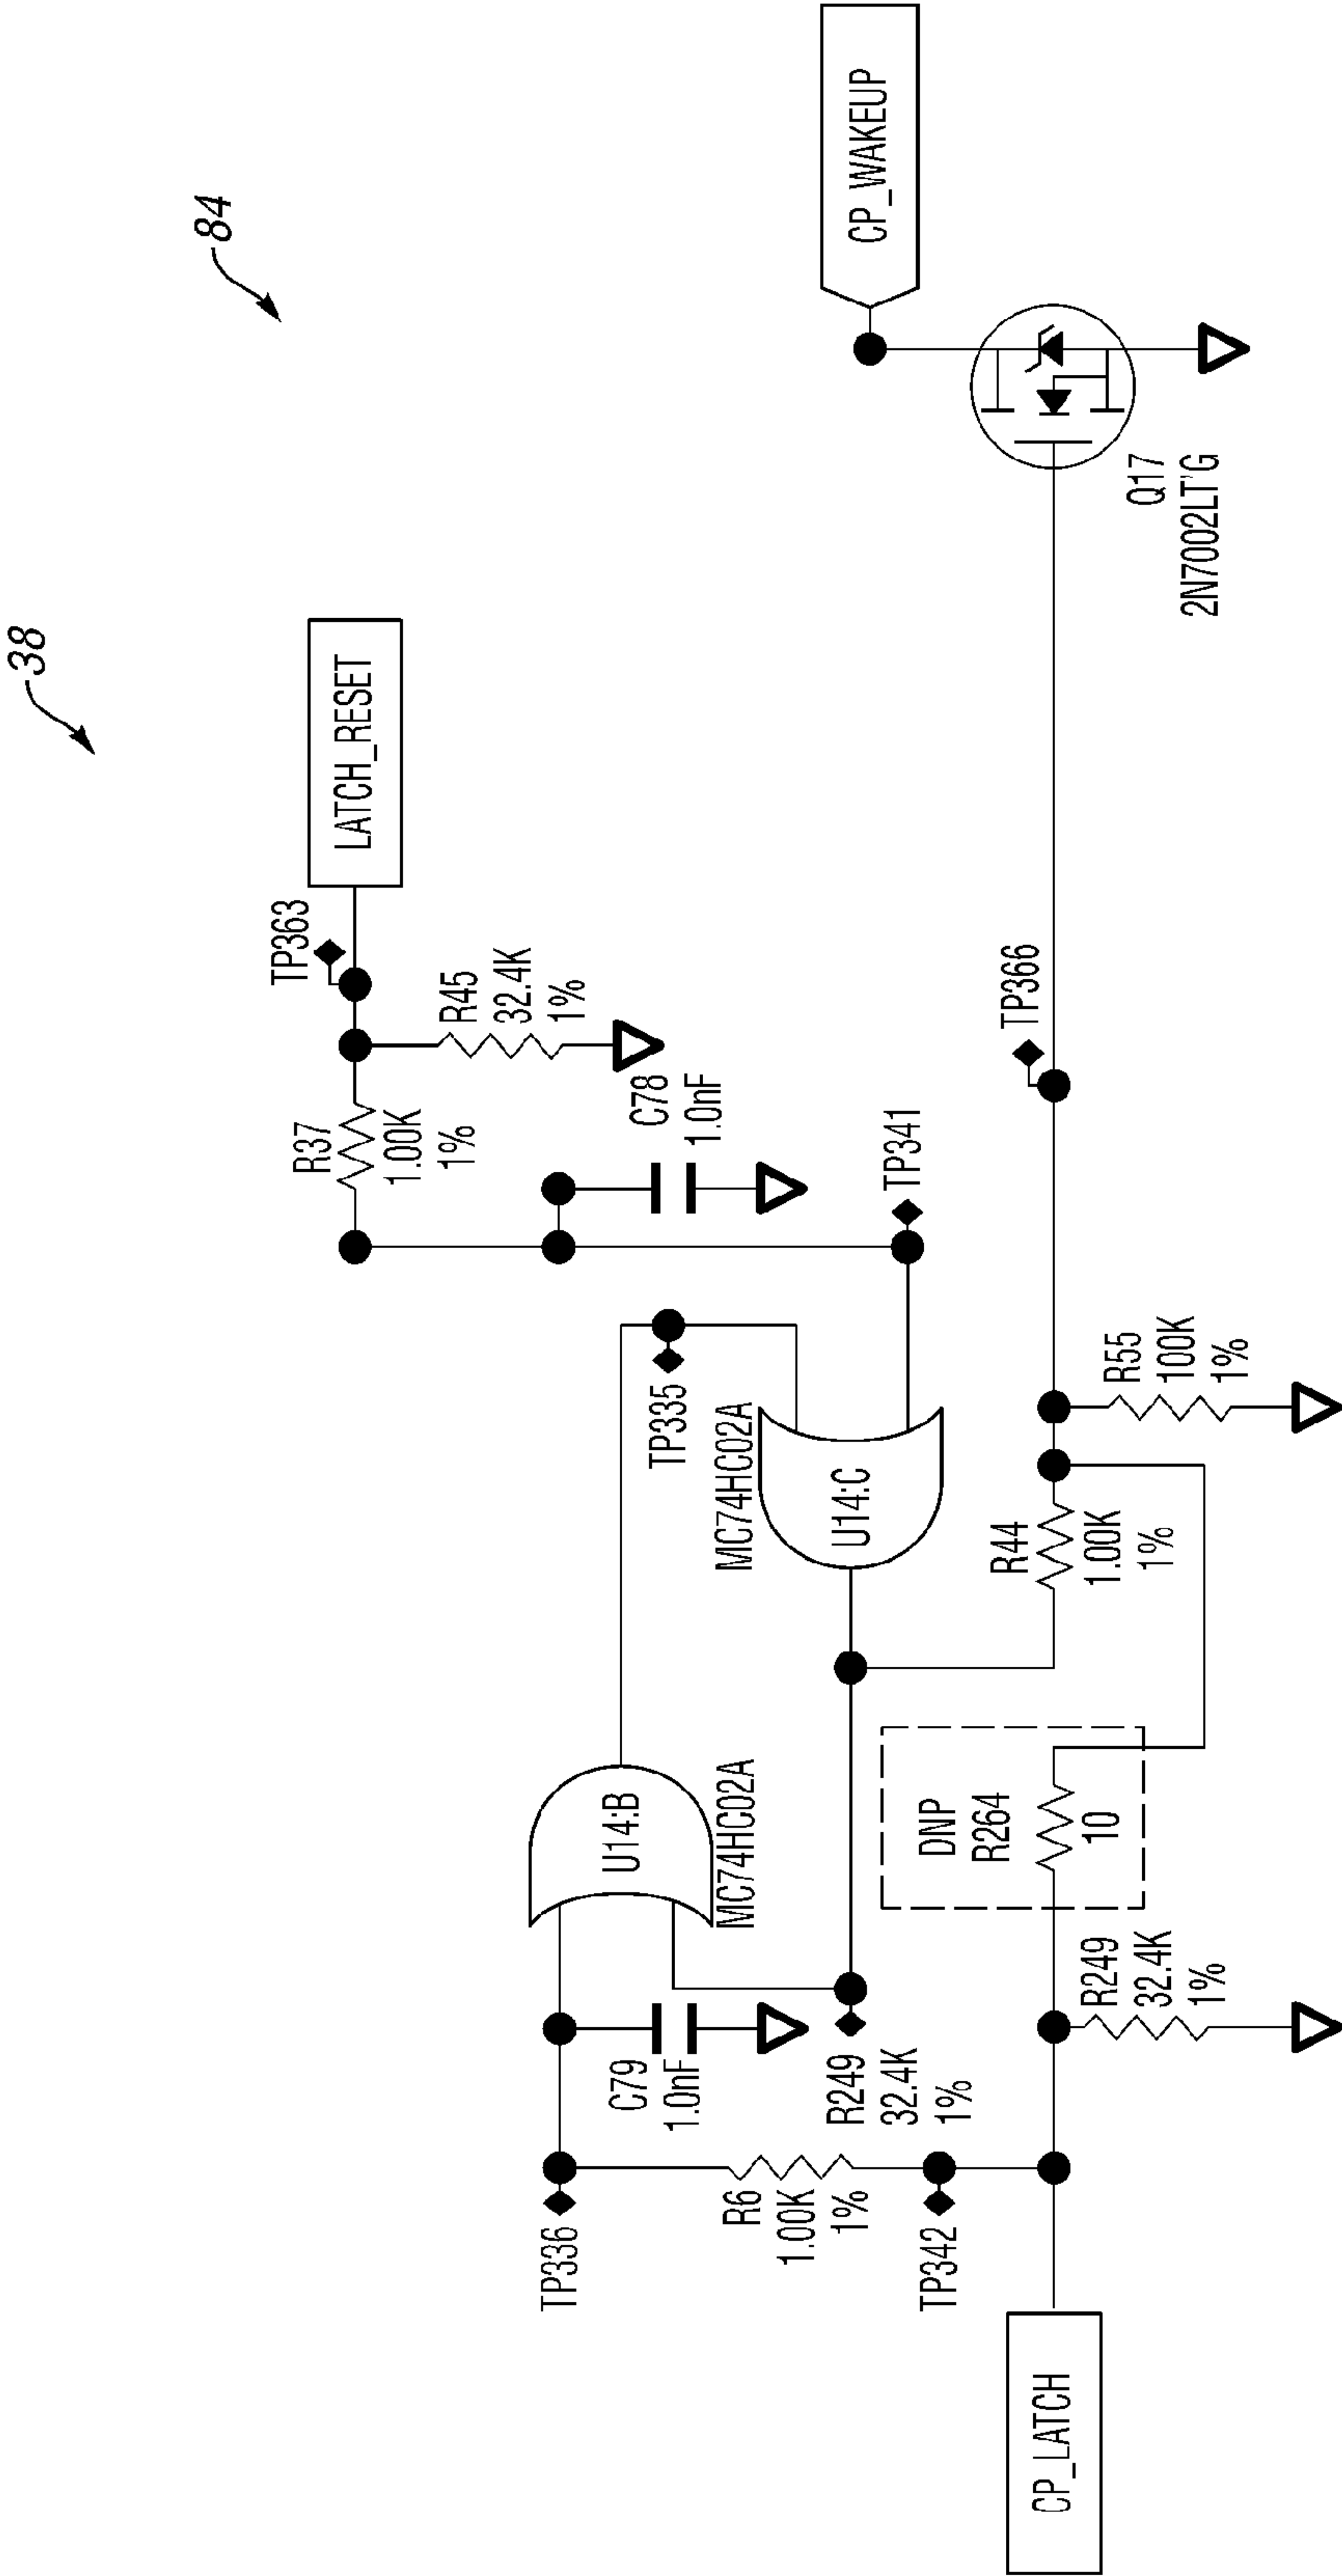 38
84
LATCH_RESET
TP363
R37
1.00K
1%
R45
32.4K
1%
C78
1.0nF
TP335
MC74HC02A
U14:C
TP341
U14:B
MC74HC02A
TP336
C79
1.0nF
R249
32.4K
1%
R6
1.00K
1%
TP342
CP_LATCH
R249
32.4K
1%
DNP
R264
10
R44
1.00K
1%
R55
100K
1%
TP366
Q17
2N7002LT'G
CP_WAKEUP